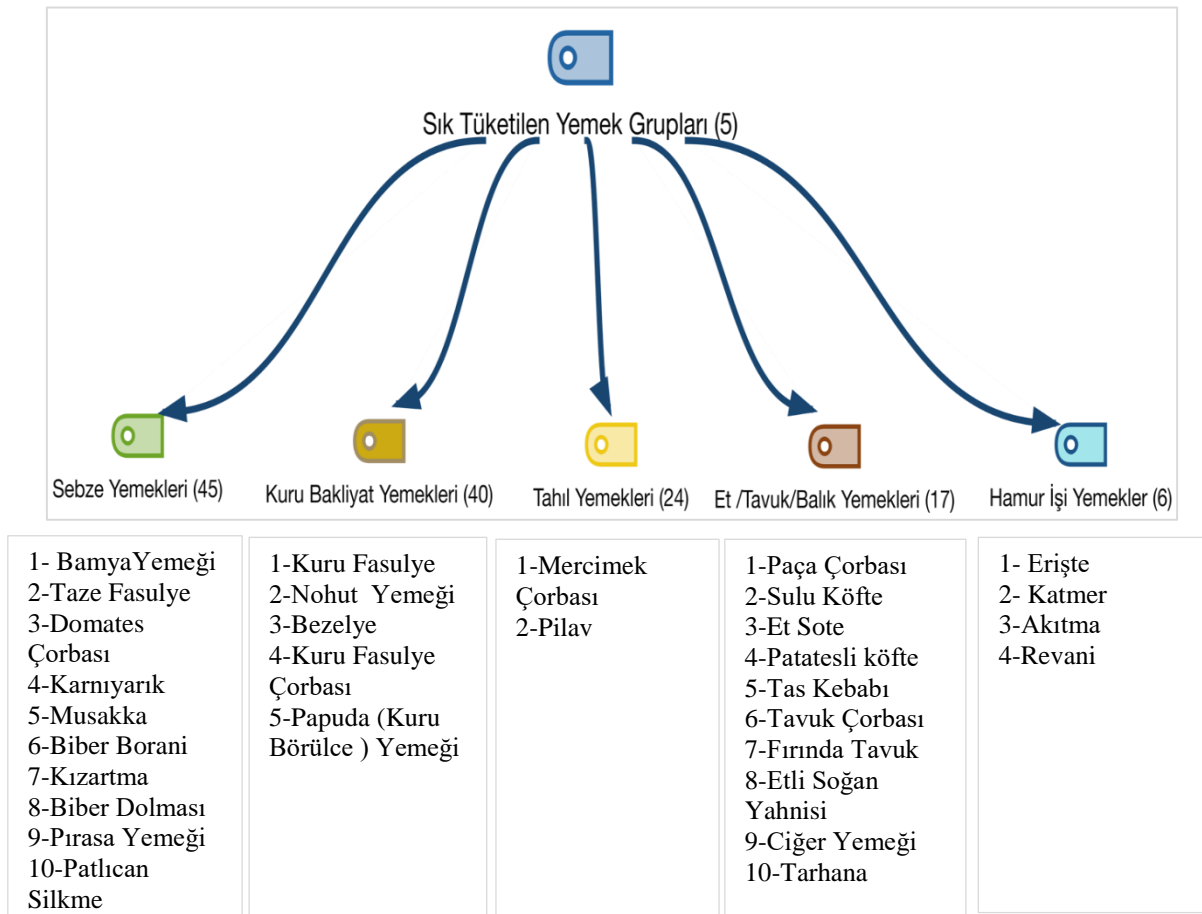 Sık Tüketilen Yemek Grupları (5)
Sebze Yemekleri (45)
Kuru Bakliyat Yemekleri (40)
Tahıl Yemekleri (24)
Et /Tavuk/Balık Yemekleri (17)
Hamur İşi Yemekler (6)
1- BamyaYemeği
2-Taze Fasulye
3-Domates
Çorbası
4-Karnıyarık
5-Musakka
6-Biber Borani
7-Kızartma
8-Biber Dolması
9-Pırasa Yemeği
10-Patlıcan
Silkme
1-Kuru Fasulye
2-Nohut Yemeği
3-Bezelye
4-Kuru Fasulye
Çorbası
5-Papuda (Kuru
Börülce ) Yemeği
1-Mercimek
Çorbası
2-Pilav
1-Paça Çorbası
2-Sulu Köfte
3-Et Sote
4-Patatesli köfte
5-Tas Kebabı
6-Tavuk Çorbası
7-Fırında Tavuk
8-Etli Soğan
Yahnisi
9-Ciğer Yemeği
10-Tarhana
1- Erişte
2- Katmer
3-Akıtma
4-Revani